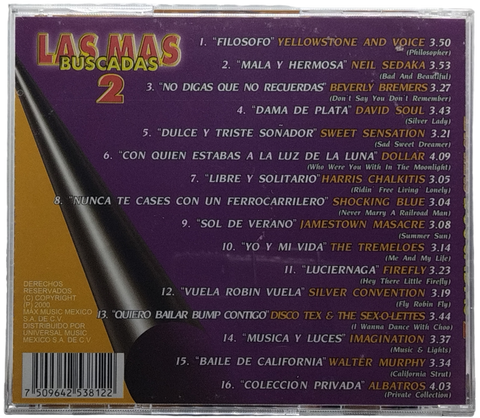 LAS MAS
BUSCADAS
2
1. "FILOSOFO" YELLOWSTONE AND VOICE 3.50
(Philosopher)
2. "MALA Y HERMOSA" NEIL SEDAKA 3.53
(Bad And Beautiful)
3. "NO DIGAS QUE NO RECUERDAS" BEVERLY BREMERS 3.27
(Don t Say You Don t Remember)
4. "DAMA DE PLATA" DAVID SOUL 3.43
(Silver Lady)
5. "DULCE Y TRISTE SOÑADOR" SWEET SENSATION 3.21
(Sad Sweet Dreamer)
6. "CON QUIEN ESTABAS A LA LUZ DE LA LUNA" DOLLAR 4.09
(Who Were You With In The Moonlight)
7. "LIBRE Y SOLITARIO" HARRIS CHALKITIS 3.05
(Ridin Free Living Lonely)
8. "NUNCA TE CASES CON UN FERROCARRILERO" SHOCKING BLUE 3.04
(Never Marry A Railroad Man)
9. "SOL DE VERANO" JAMESTOWN MASACRE 3.08
(Summer Sun)
10. "YO Y MI VIDA" THE TREMELOES 3.14
(Me And My Life)
11. "LUCIERNAGA" FIREFLY 3.23
(Hey There Little Firefly)
12. "VUELA ROBIN VUELA" SILVER CONVENTION 3.19
(Fly Robin Fly)
13. "QUIERO BAILAR BUMP CONTIGO" DISCO TEX & THE SEX-O-LETTES 3.44
(I Wanna Dance With Choo)
14. "MUSICA Y LUCES" IMAGINATION 3.37
(Music & Lights)
15. "BAILE DE CALIFORNIA" WALTER MURPHY 3.34
(California Strut)
16. "COLECCION PRIVADA" ALBATROS 4.03
(Private Collection)
DERECHOS
RESERVADOS
(C) COPYRIGHT
(P) 2000
MAX MUSIC MEXICO
S.A. DE C.V.
DISTRIBUIDO POR
UNIVERSAL MUSIC
MEXICO S.A. DE C.V.
7 509642 538122